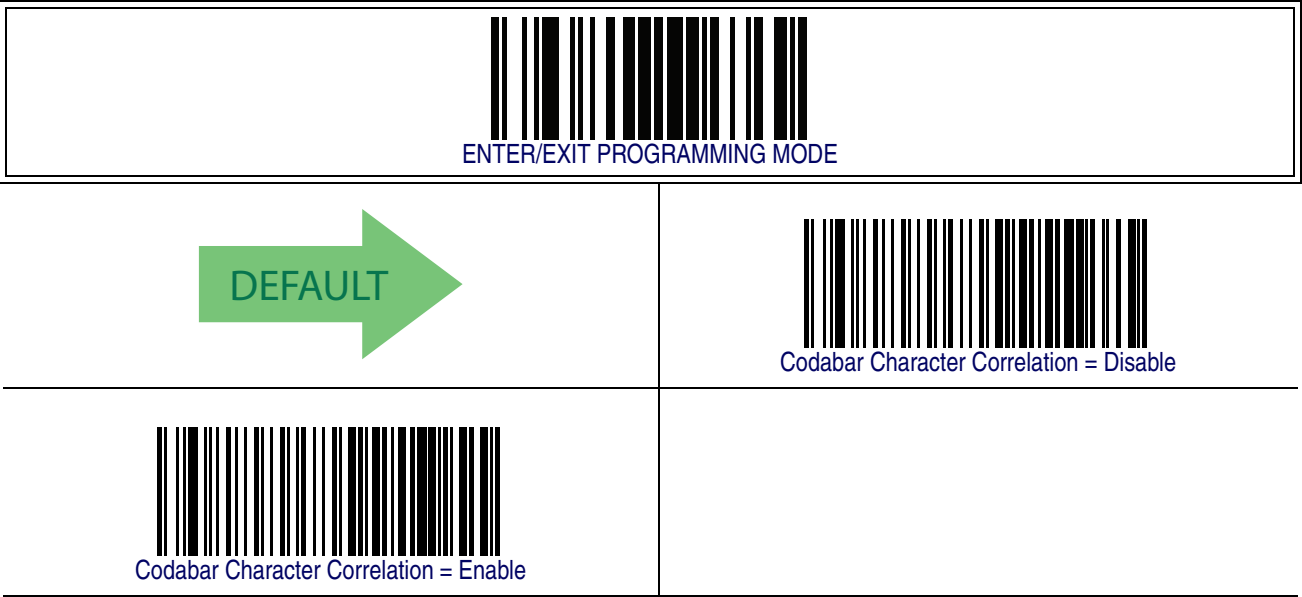 ENTER/EXIT PROGRAMMING MODE
DEFAULT
Codabar Character Correlation = Disable
Codabar Character Correlation = Enable